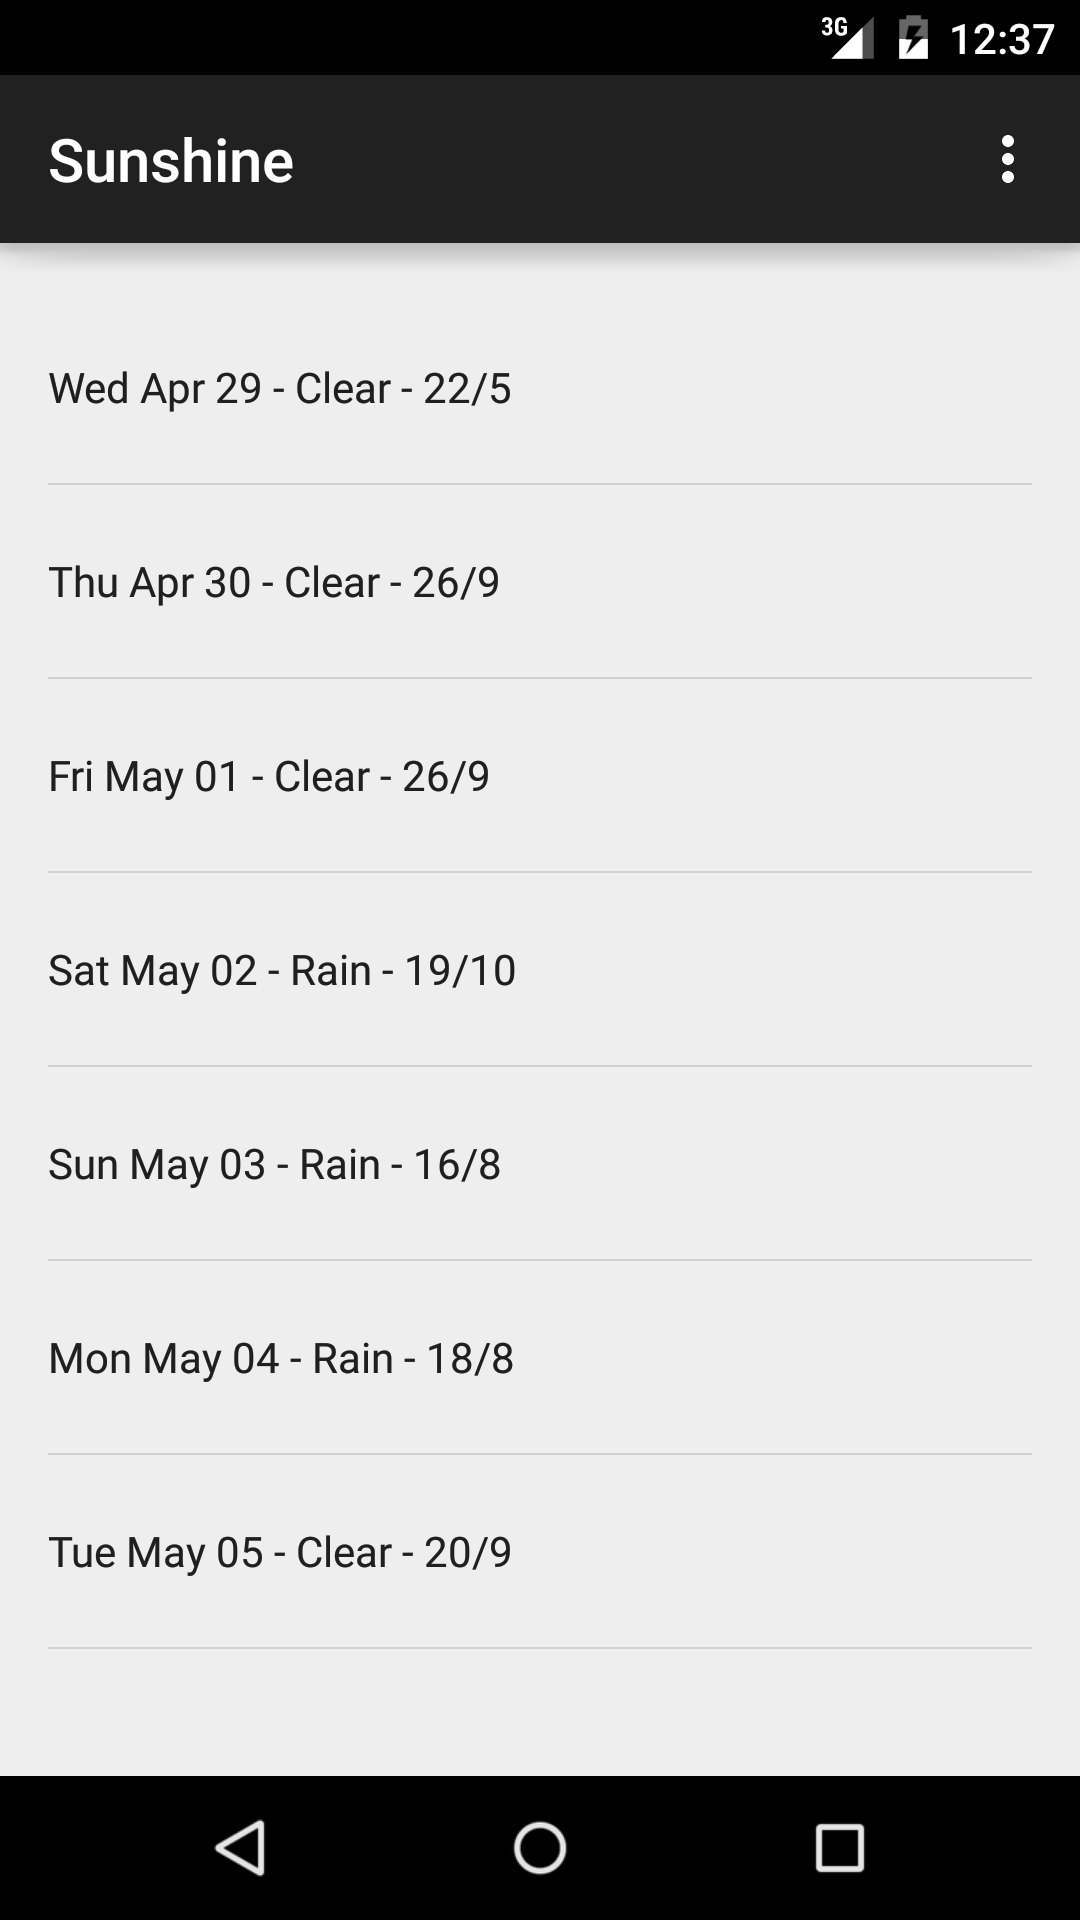 3G 12:37
Sunshine
Wed Apr 29 - Clear - 22/5
Thu Apr 30 - Clear - 26/9
Fri May 01 - Clear - 26/9
Sat May 02 - Rain - 19/10
Sun May 03 - Rain - 16/8
Mon May 04 - Rain - 18/8
Tue May 05 - Clear - 20/9